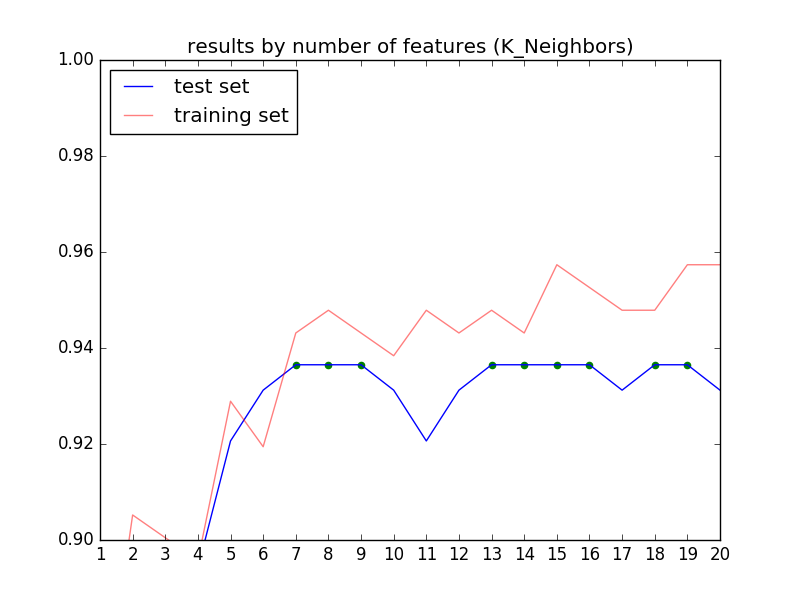 results by number of features (K_Neighbors)
1.00
test set
training set
0.98
0.96
0.94
0.92
0.90
1 2 3 4 5 6 7 8 9 10 11 12 13 14 15 16 17 18 19 20